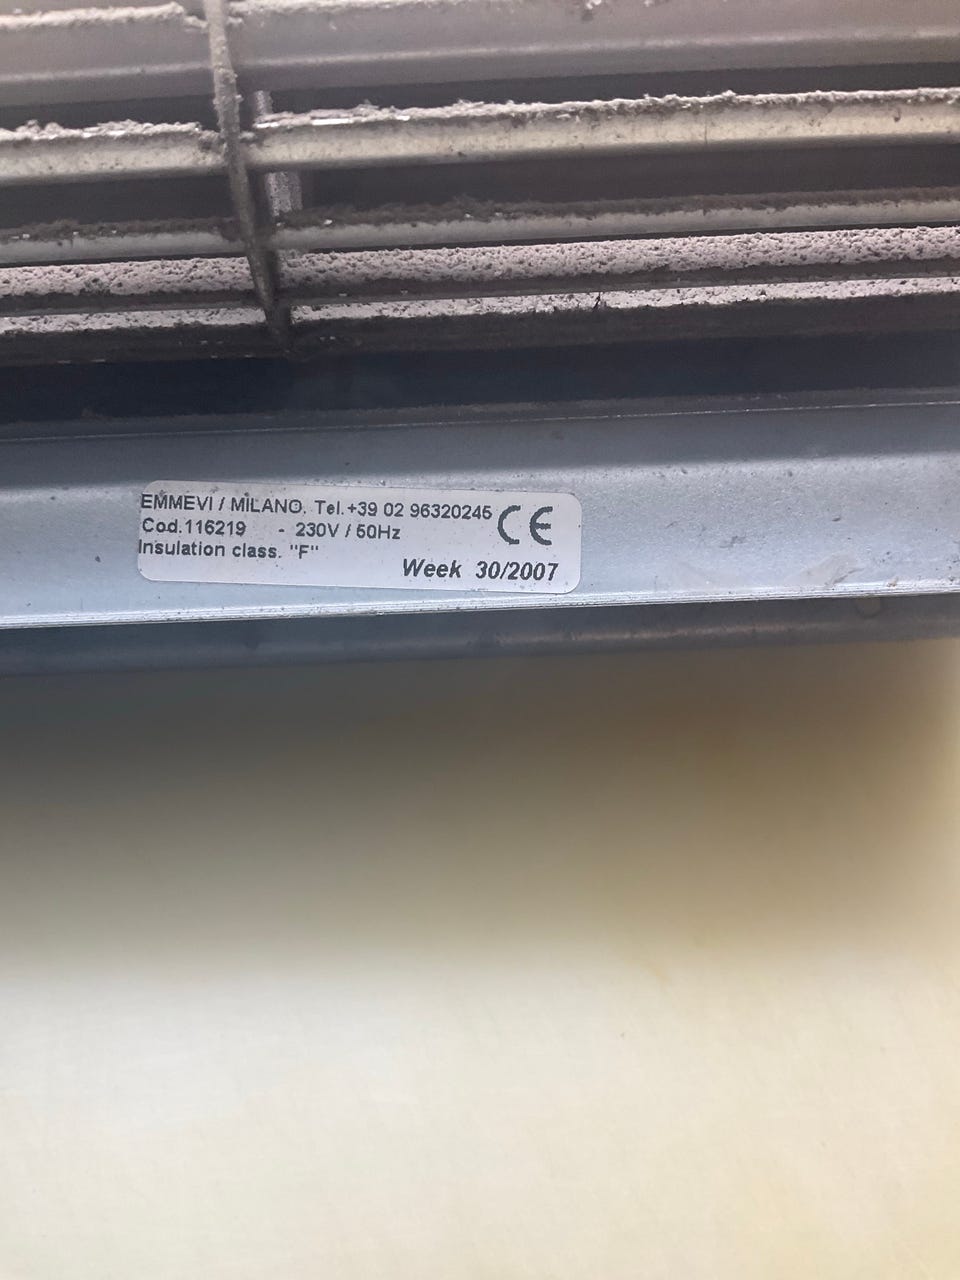 EMMEVI / MILANO. Tel.+39 02 96320245
CE
Cod.116219 - 230V / 50Hz
Insulation class. "F"
Week 30/2007